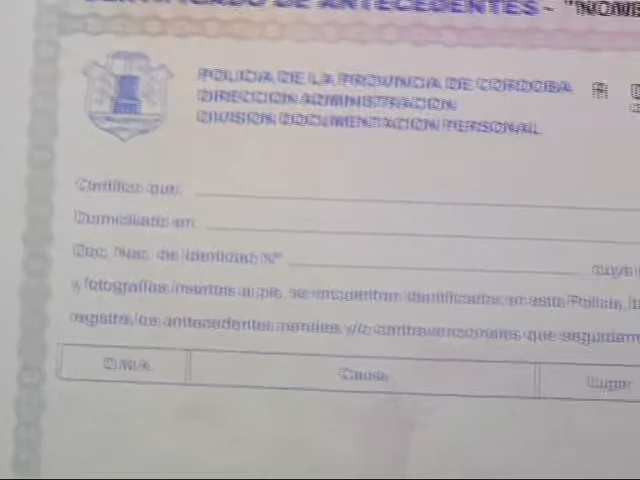 CERTIFICADO DE ANTECEDENTES - "NOM
POLICIA DE LA PROVINCIA DE CORDOBA
DIRECCION ADMINISTRACION
DIVISION DOCUMENTACION PERSONAL
Certifico que:
Domiciliado en:
Doc. Nac. de Identidad N°
y fotografías insertas al pie, se encuentran identificados en esta Policía,
registra los antecedentes penales y/o contravencionales que seguidam
D/M/A
Causa
Lugar